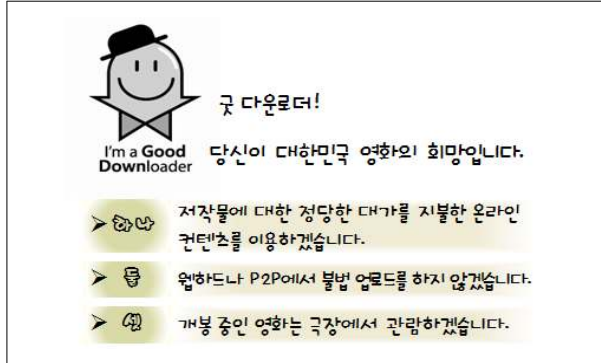 굿 다운로더!
I'm a Good
Downloader
당신이 대한민국 영화의 희망입니다.
하나
저작물에 대한 정당한 대가를 지불한 온라인
컨텐츠를 이용하겠습니다.
둘
웹하드나 P2P에서 불법 업로드를 하지 않겠습니다.
셋
개봉 중인 영화는 극장에서 관람하겠습니다.